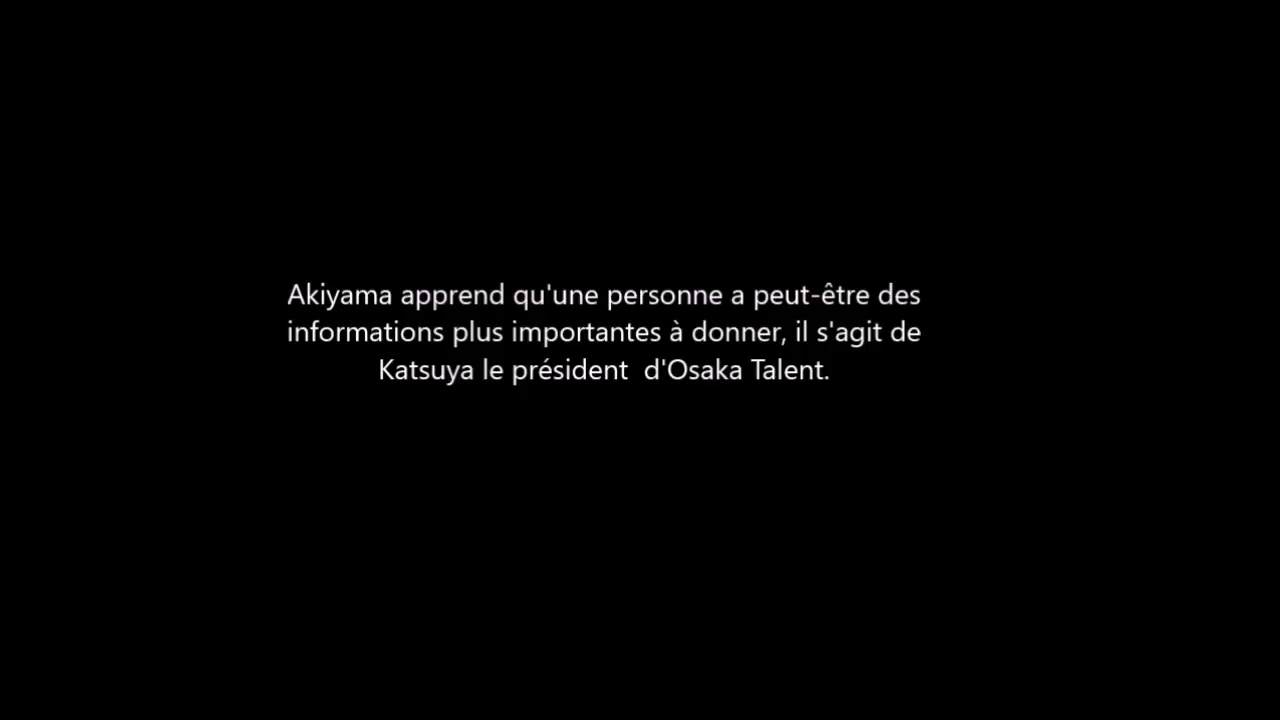 Akiyama apprend qu'une personne a peut-être des
informations plus importantes à donner, il s'agit de
Katsuya le président  d'Osaka Talent.